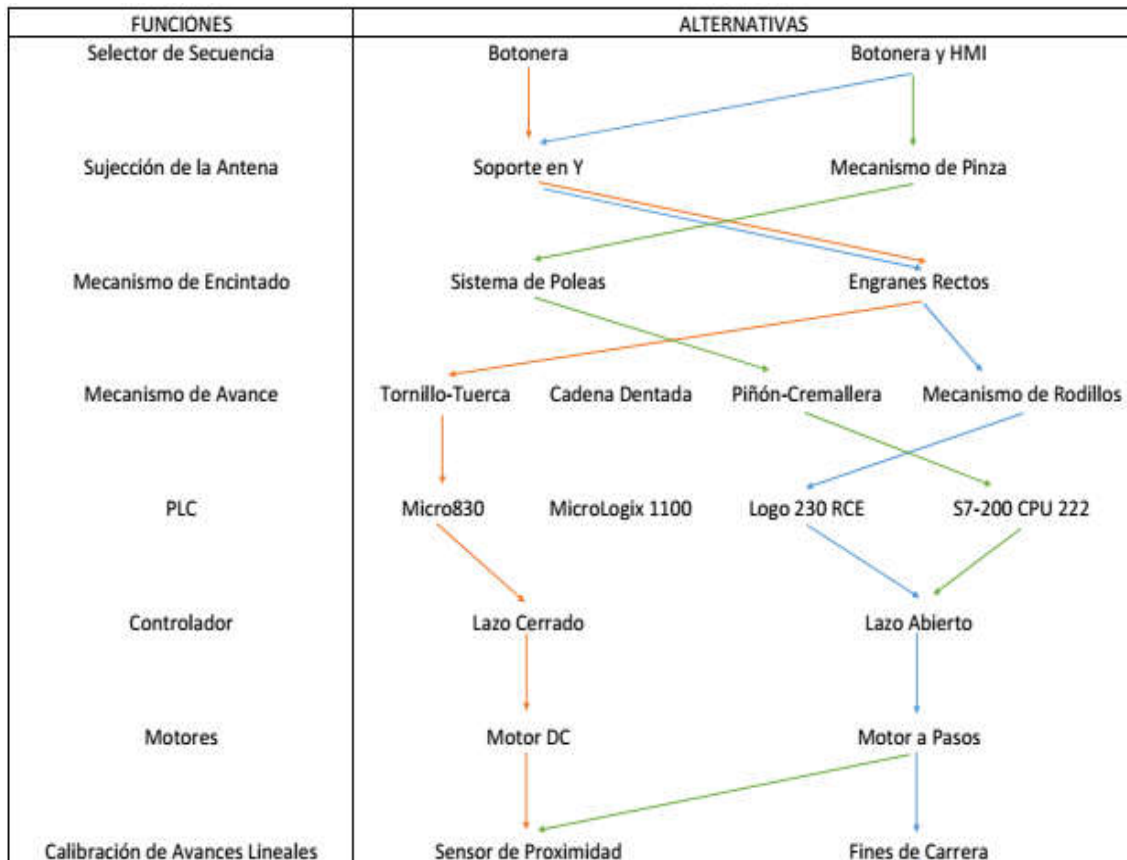 FUNCIONES ALTERNATIVAS
Selector de Secuencia Botonera Botonera y HMI
Sujección de la Antena Soporte en Y Mecanismo de Pinza
Mecanismo de Encintado Sistema de Poleas Engranes Rectos
Mecanismo de Avance Tornillo-Tuerca Cadena Dentada Piñón-Cremallera Mecanismo de Rodillos
PLC Micro830 MicroLogix 1100 Logo 230 RCE S7-200 CPU 222
Controlador Lazo Cerrado Lazo Abierto
Motores Motor DC Motor a Pasos
Calibración de Avances Lineales Sensor de Proximidad Fines de Carrera